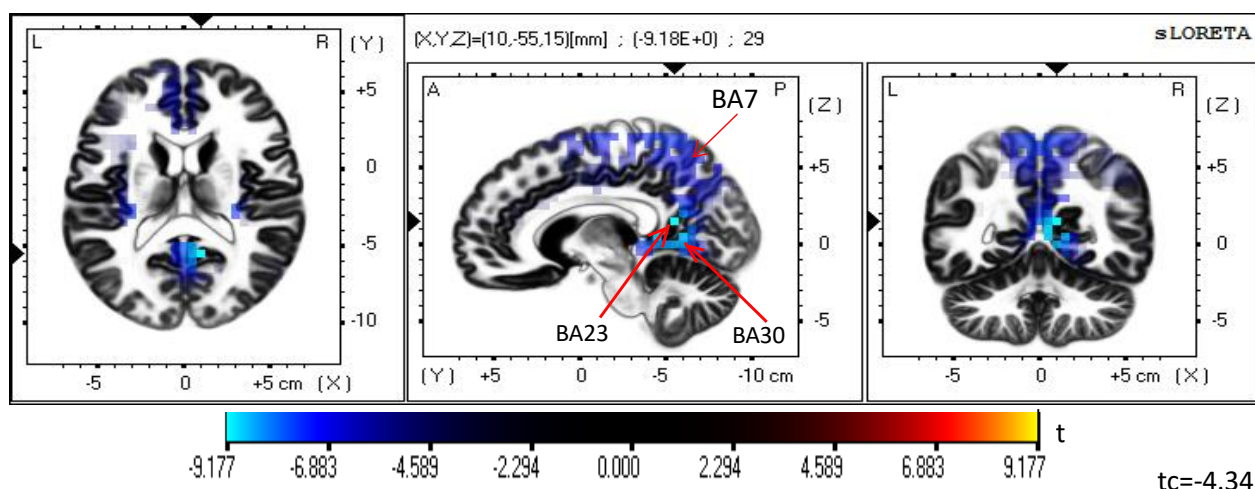 (X,Y,Z)=(10,-55,15)[mm] ; (-9.18E+0) ; 29
sLORETA
L R (Y)
+5
0
-5
-10
-5 0 +5 cm (X)
A P (Z)
BA7
+5
0
-5
BA23
BA30
(Y) +5 0 -5 -10 cm
L R (Z)
+5
0
-5
-5 0 +5 cm (X)
t
-9.177 -6.883 -4.589 -2.294 0.000 2.294 4.589 6.883 9.177
tc=-4.34